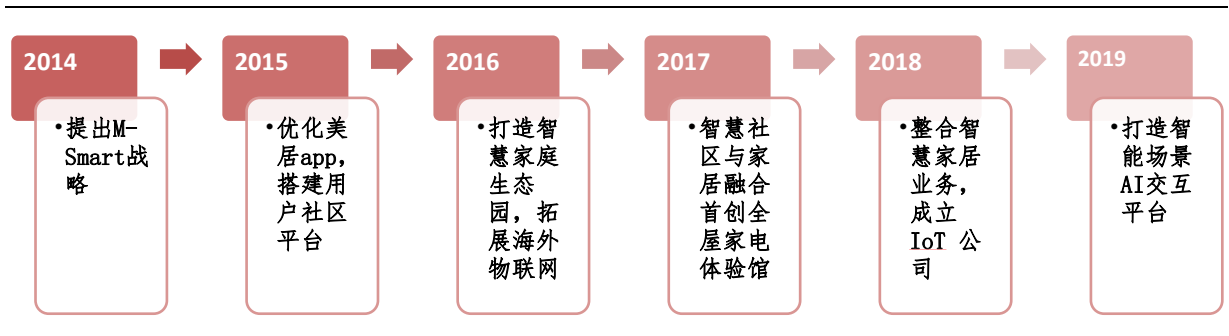 2014
·提出M-
Smart战
略
2015
·优化美
居app，
搭建用
户社区
平台
2016
·打造智
慧家庭
生态
园，拓
展海外
物联网
2017
·智慧社
区与家
居融合
首创全
屋家电
体验馆
2018
·整合智
慧家居
业务，
成立
IoT 公
司
2019
·打造智
能场景
AI交互
平台